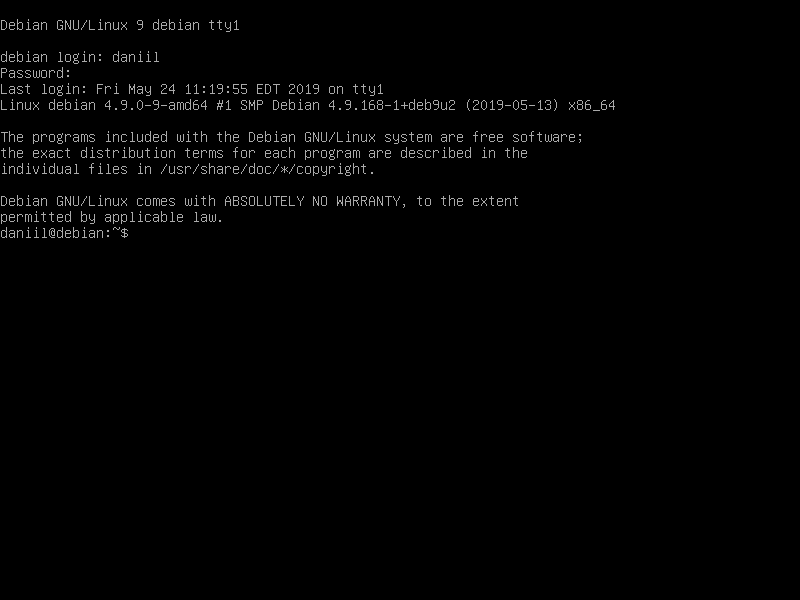 Debian GNU/Linux 9 debian tty1
debian login: daniil
Password:
Last login: Fri May 24 11:19:55 EDT 2019 on tty1
Linux debian 4.9.0-9-amd64 #1 SMP Debian 4.9.168-1+deb9u2 (2019-05-13) x86_64
The programs included with the Debian GNU/Linux system are free software;
the exact distribution terms for each program are described in the
individual files in /usr/share/doc/*/copyright.
Debian GNU/Linux comes with ABSOLUTELY NO WARRANTY, to the extent
permitted by applicable law.
daniil@debian:~$